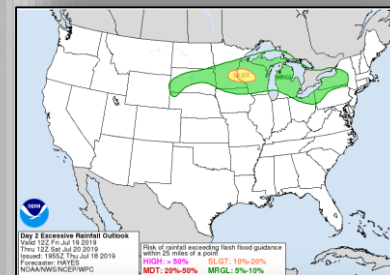 SLGT
MRGL
noaa
Day 2 Excessive Rainfall Outlook
Valid 12Z Fri Jul 19 2019
Thru 12Z Sat Jul 20 2019
Issued: 1955Z Thu Jul 18 2019
Forecaster: HAYES
NOAA/NWS/NCEP/WPC
Risk of rainfall exceeding flash flood guidance
within 25 miles of a point
HIGH: > 50% SLGT: 10%-20%
MDT: 20%-50% MRGL: 5%-10%